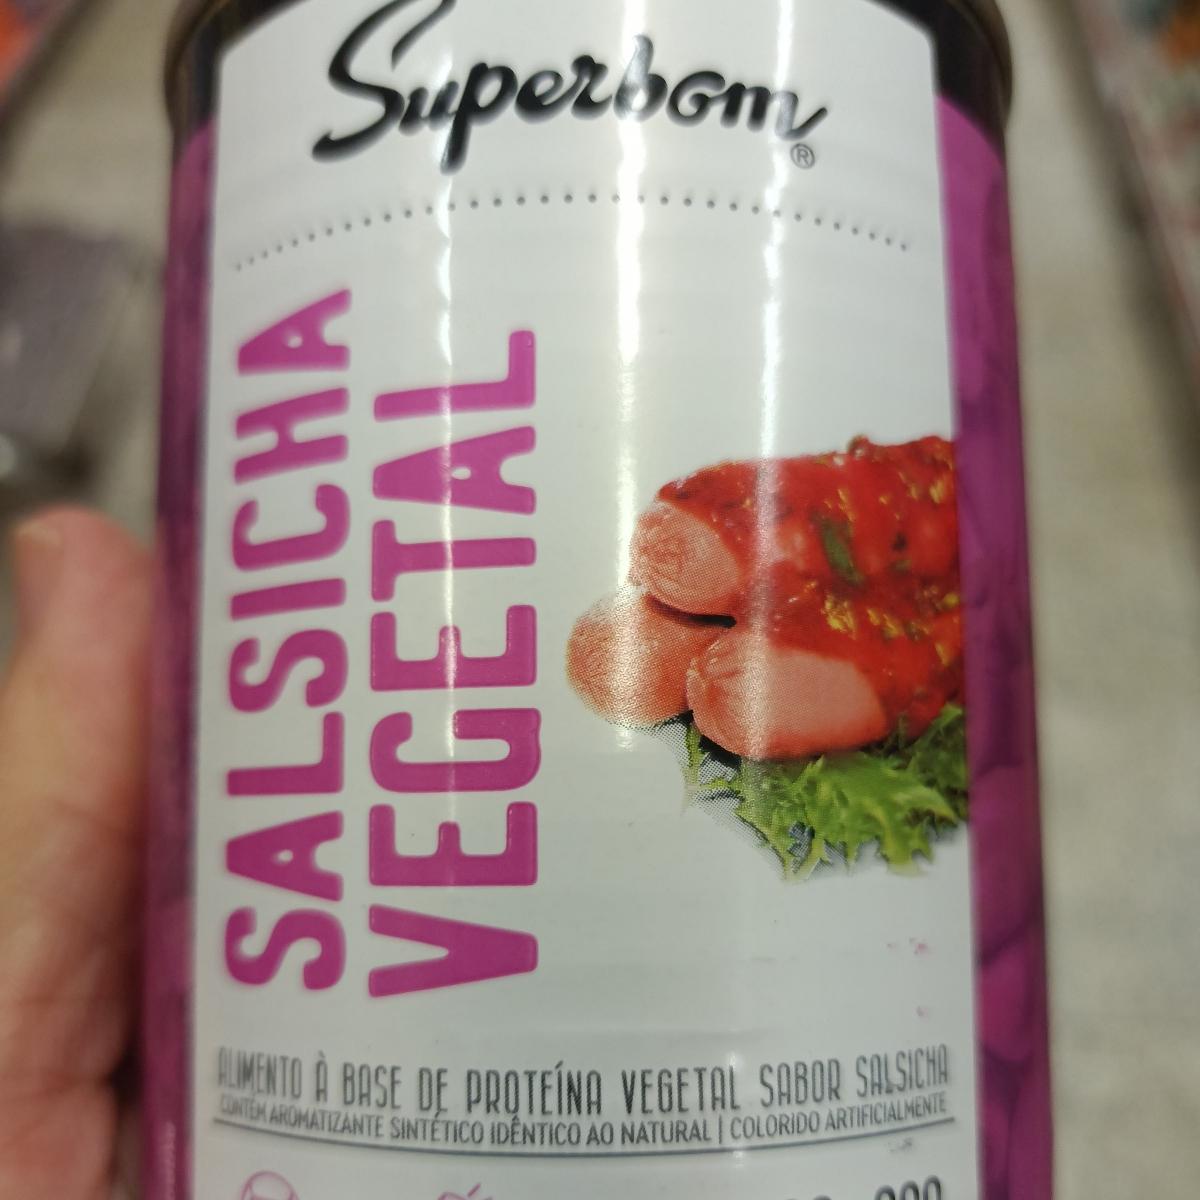 Superbom®
SALSICHA
VEGETAL
ALIMENTO À BASE DE PROTEÍNA VEGETAL SABOR SALSICHA
CONTÉM AROMATIZANTE SINTÉTICO IDÊNTICO AO NATURAL | COLORIDO ARTIFICIALMENTE